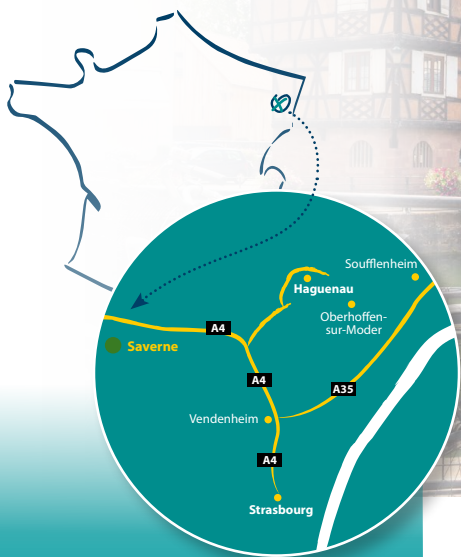 Soufflenheim
Haguenau
Oberhoffen-
sur-Moder
A4
Saverne
A4
A35
Vendenheim
A4
Strasbourg